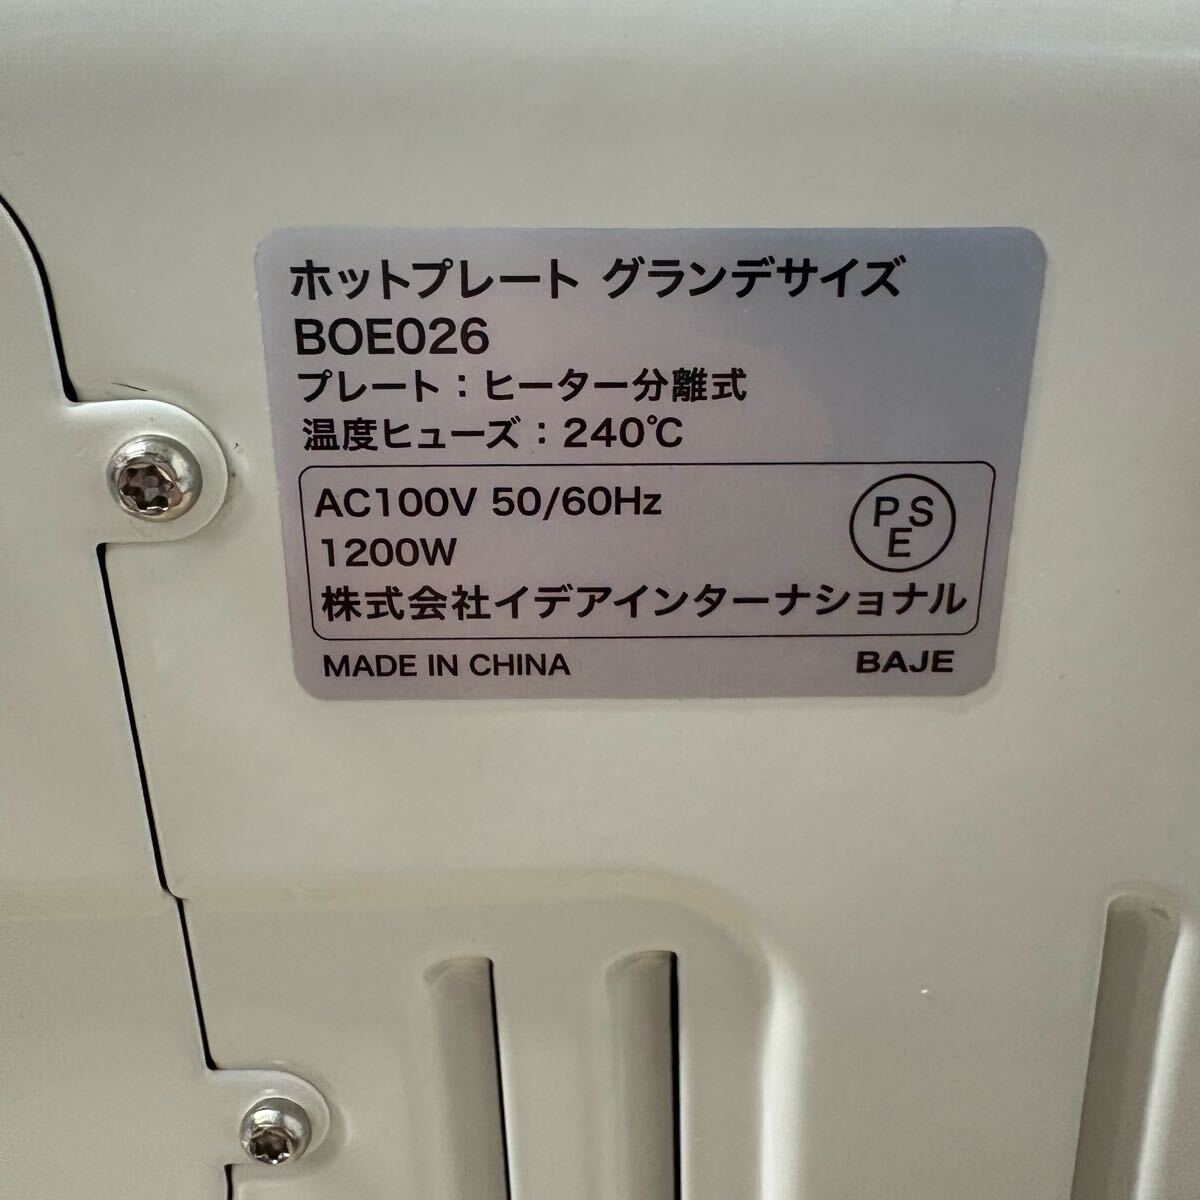 ホットプレート グランデサイズ
BOE026
プレート：ヒーター分離式
温度ヒューズ：240℃
AC100V 50/60Hz
1200W
PSE
株式会社イデアインターナショナル
MADE IN CHINA
BAJE